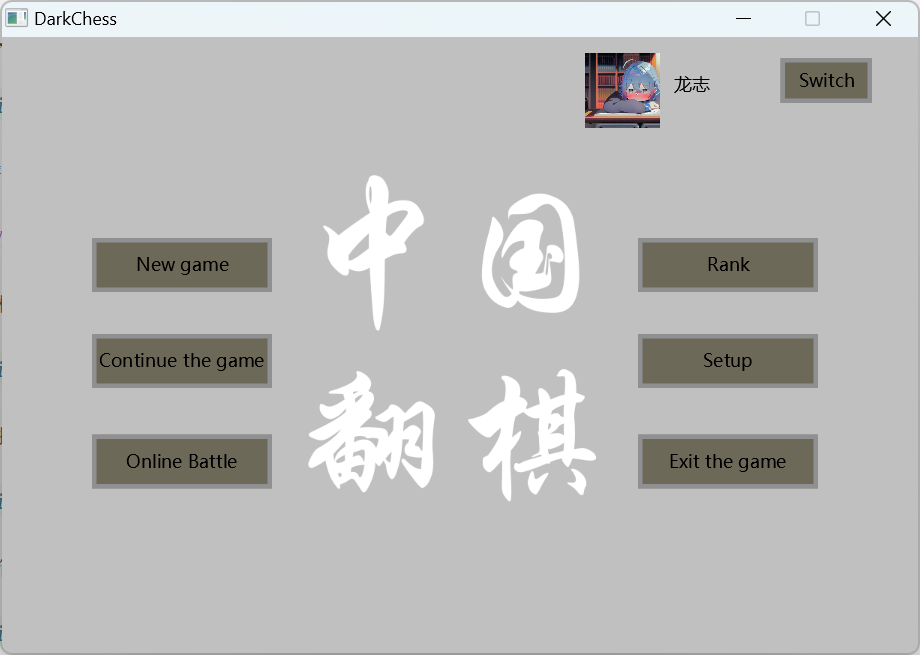 DarkChess
龙志 Switch
中国
New game
Rank
Continue the game
Setup
翻棋
Online Battle
Exit the game